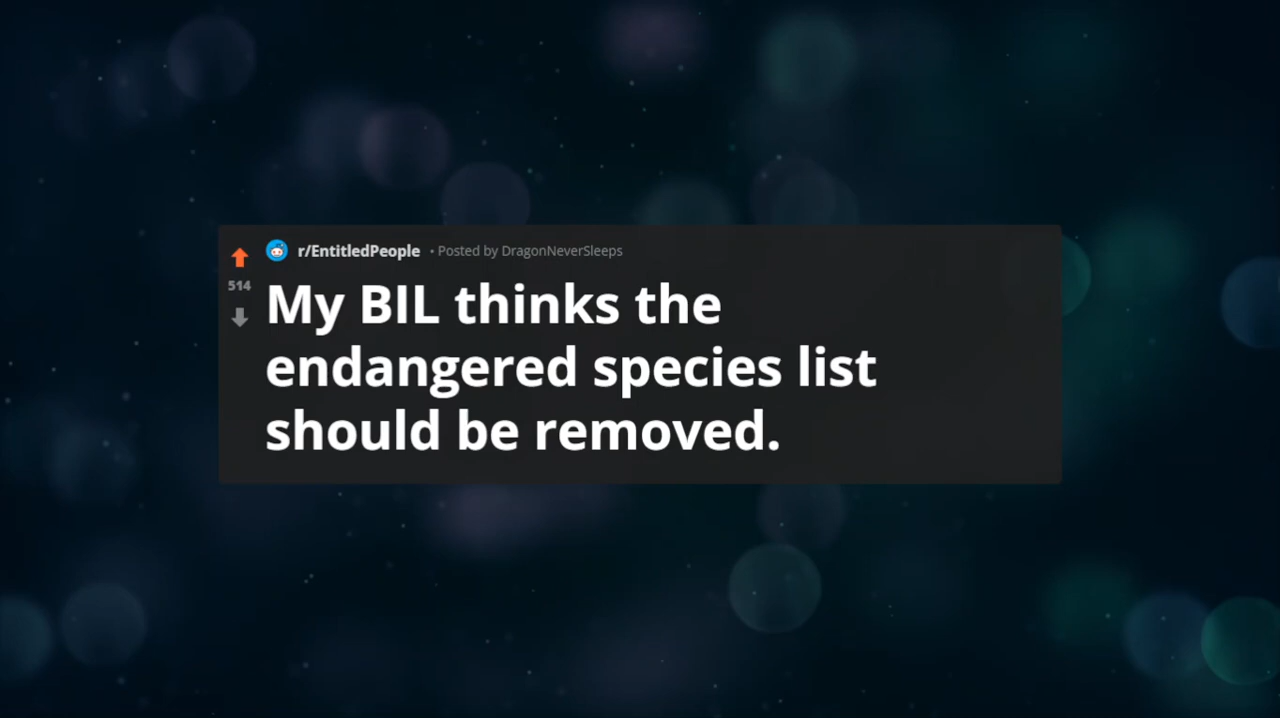 r/EntitledPeople • Posted by DragonNeverSleeps
514
My BIL thinks the
endangered species list
should be removed.